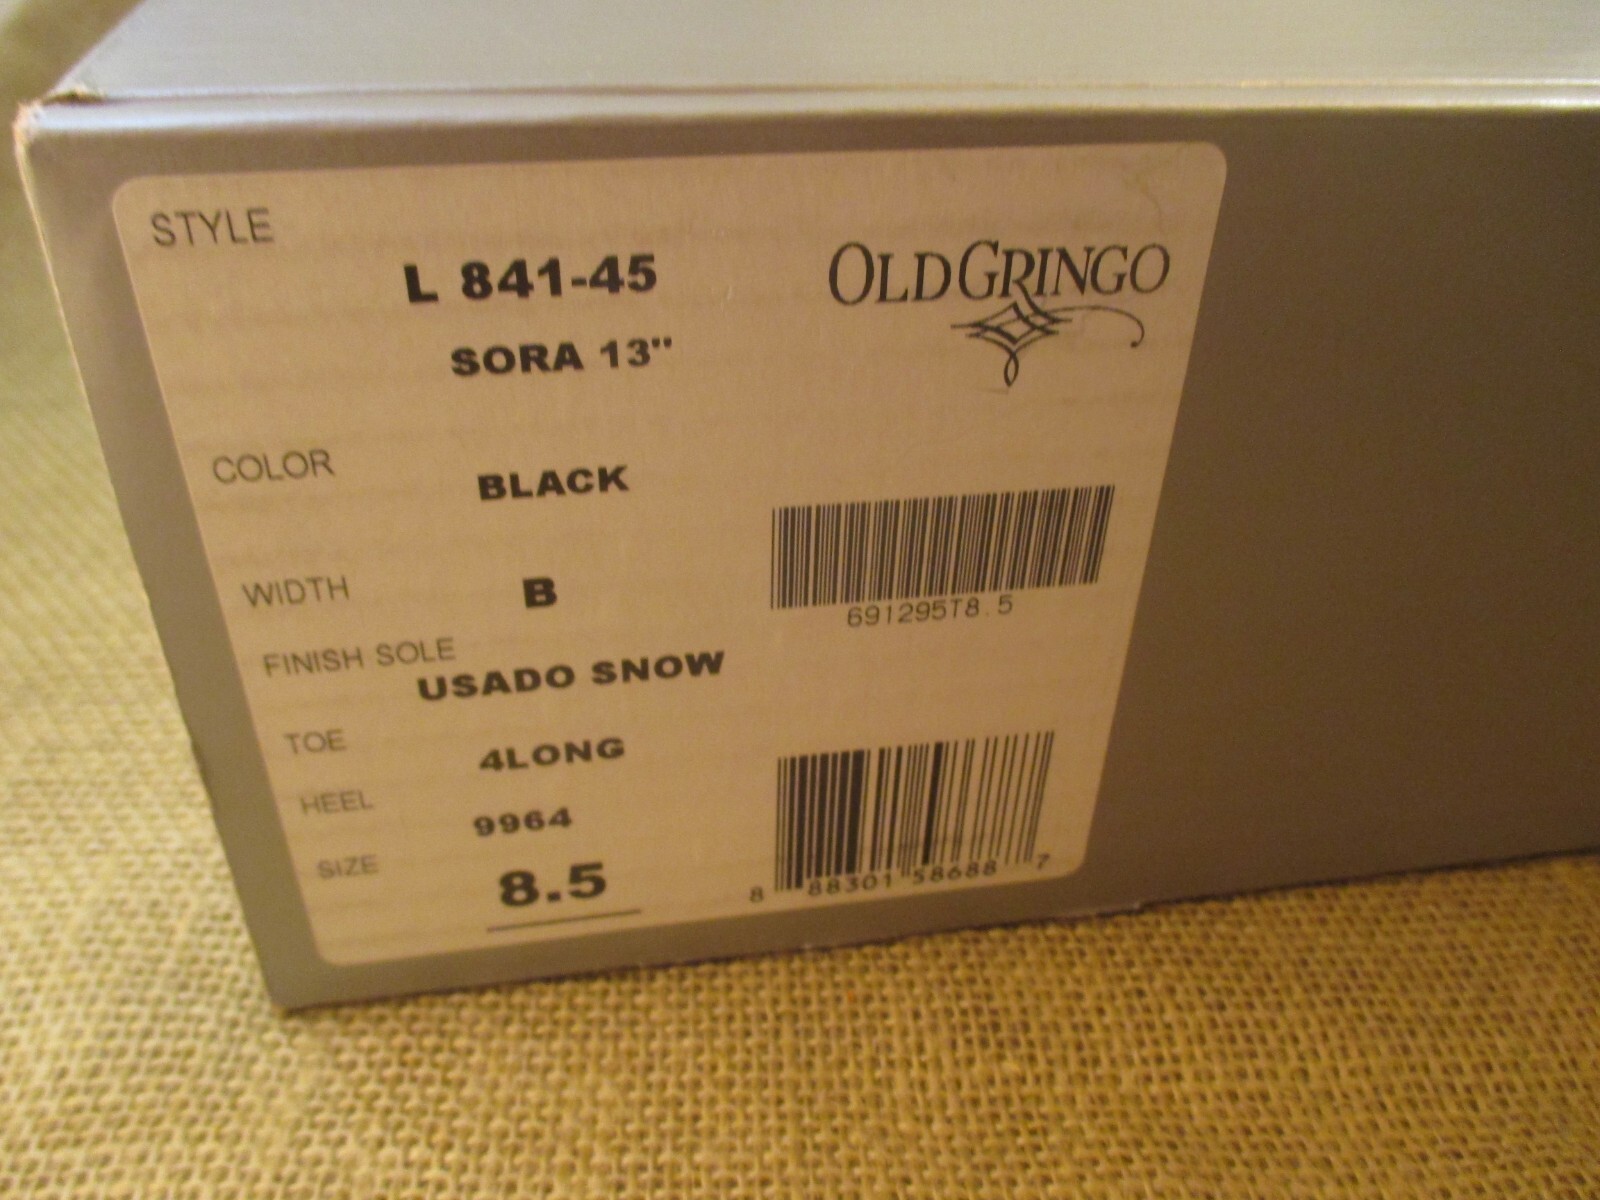 STYLE
L 841-45
SORA 13"
OLD GRINGO
COLOR
BLACK
WIDTH
B
691295T8.5
FINISH SOLE
USADO SNOW
TOE
4LONG
HEEL
9964
SIZE
8.5
8 88301 58688 7